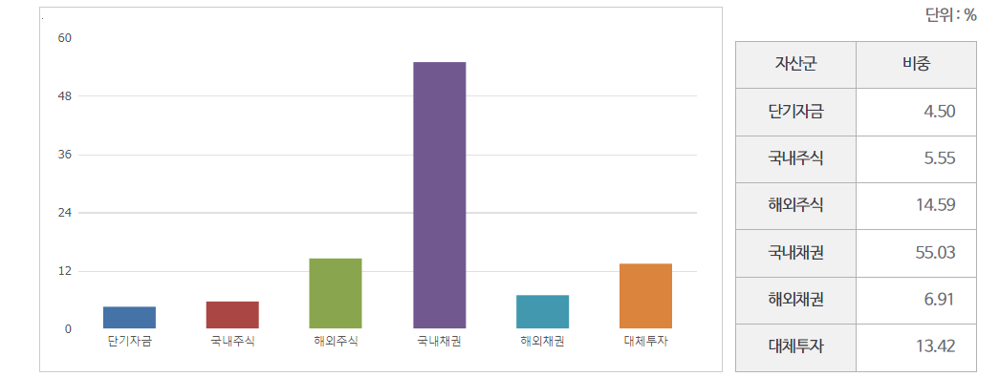 60
48
36
24
12
0
단기자금 국내주식 해외주식 국내채권 해외채권 대체투자
단위 : %
자산군 비중
단기자금 4.50
국내주식 5.55
해외주식 14.59
국내채권 55.03
해외채권 6.91
대체투자 13.42